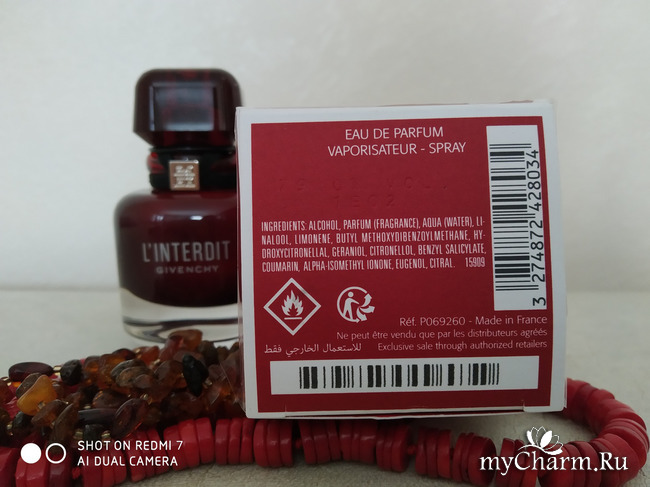 EAU DE PARFUM
VAPORISATEUR - SPRAY
INGREDIENTS: ALCOHOL, PARFUM (FRAGRANCE), AQUA (WATER), LI-
NALOOL, LIMONENE, BUTYL METHOXYDIBENZOYLMETHANE, HY-
DROXYCITRONELLAL, GERANIOL, CITRONELLOL, BENZYL SALICYLATE,
COUMARIN, ALPHA-ISOMETHYL IONONE, EUGENOL, CITRAL. 15909
3 274872 428034
L'INTERDIT
GIVENCHY
Réf. P069260 - Made in France
Ne peut être vendu que par les distributeurs agréés
Exclusive sale through authorized retailers
للاستعمال الخارجي فقط
SHOT ON REDMI 7
AI DUAL CAMERA
myCharm.Ru